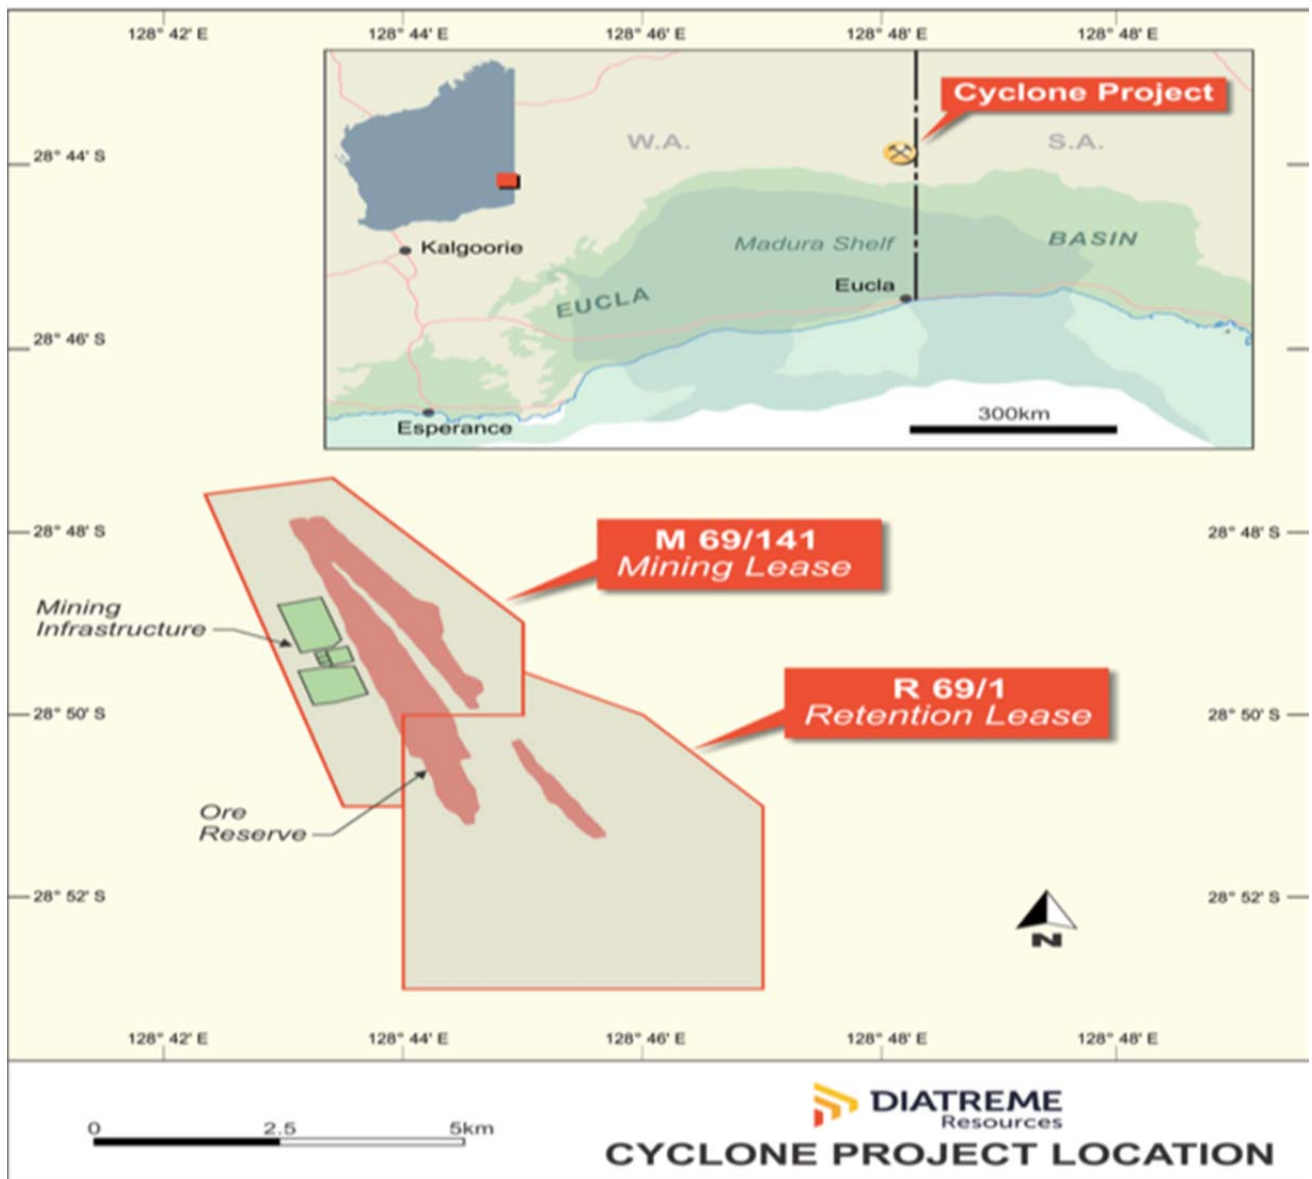 128° 42' E
128° 44' E
128° 46' E
128° 48' E
128° 48' E
Cyclone Project
W.A.
S.A.
28° 44' S
Kalgoorie
Madura Shelf
BASIN
Eucla
EUCLA
28° 46' S
300km
Esperance
28° 48' S
28° 48' S
M 69/141
Mining Lease
Mining
Infrastructure
R 69/1
Retention Lease
28° 50' S
28° 50' S
Ore
Reserve
28° 52' S
28° 52' S
N
128° 42' E
128° 44' E
128° 46' E
128° 48' E
128° 48' E
DIATREME
Resources
0
2.5
5km
CYCLONE PROJECT LOCATION